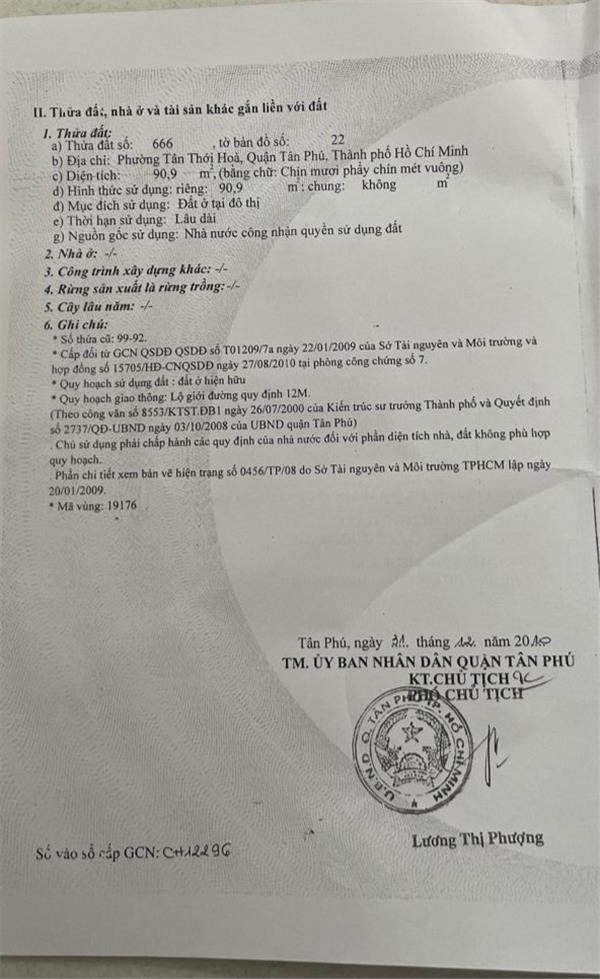 II. Thửa đất, nhà ở và tài sản khác gắn liền với đất
1. Thửa đất:
a) Thửa đất số: 666 , tờ bản đồ số: 22
b) Địa chỉ: Phường Tân Thới Hoà, Quận Tân Phú, Thành phố Hồ Chí Minh
c) Diện tích: 90,9 m², (bằng chữ: Chín mươi phẩy chín mét vuông)
d) Hình thức sử dụng: riêng: 90,9 m²; chung: không m²
đ) Mục đích sử dụng: Đất ở tại đô thị
e) Thời hạn sử dụng: Lâu dài
g) Nguồn gốc sử dụng: Nhà nước công nhận quyền sử dụng đất
2. Nhà ở: -/-
3. Công trình xây dựng khác: -/-
4. Rừng sản xuất là rừng trồng: -/-
5. Cây lâu năm: -/-
6. Ghi chú:
* Số thửa cũ: 99-92.
* Cấp đổi từ GCN QSDĐ QSDĐ số T01209/7a ngày 22/01/2009 của Sở Tài nguyên và Môi trường và
hợp đồng số 15705/HĐ-CNQSDĐ ngày 27/08/2010 tại phòng công chứng số 7.
* Quy hoạch sử dụng đất : đất ở hiện hữu
* Quy hoạch giao thông: Lộ giới đường quy định 12M.
(Theo công văn số 8553/KTST.ĐB1 ngày 26/07/2000 của Kiến trúc sư trưởng Thành phố và Quyết định
số 2737/QĐ-UBND ngày 03/10/2008 của UBND quận Tân Phú)
. Chủ sử dụng phải chấp hành các quy định của nhà nước đối với phần diện tích nhà, đất không phù hợp
quy hoạch.
. Phần chi tiết xem bản vẽ hiện trạng số 0456/TP/08 do Sở Tài nguyên và Môi trường TPHCM lập ngày
20/01/2009.
* Mã vùng: 19176
Tân Phú, ngày 21. tháng 12. năm 2010
TM. ỦY BAN NHÂN DÂN QUẬN TÂN PHÚ
KT.CHỦ TỊCH
PHÓ CHỦ TỊCH
U.B.N.D Q. TÂN PHÚ TP. HỒ CHÍ MINH
Lương Thị Phượng
Số vào sổ cấp GCN: CH12296